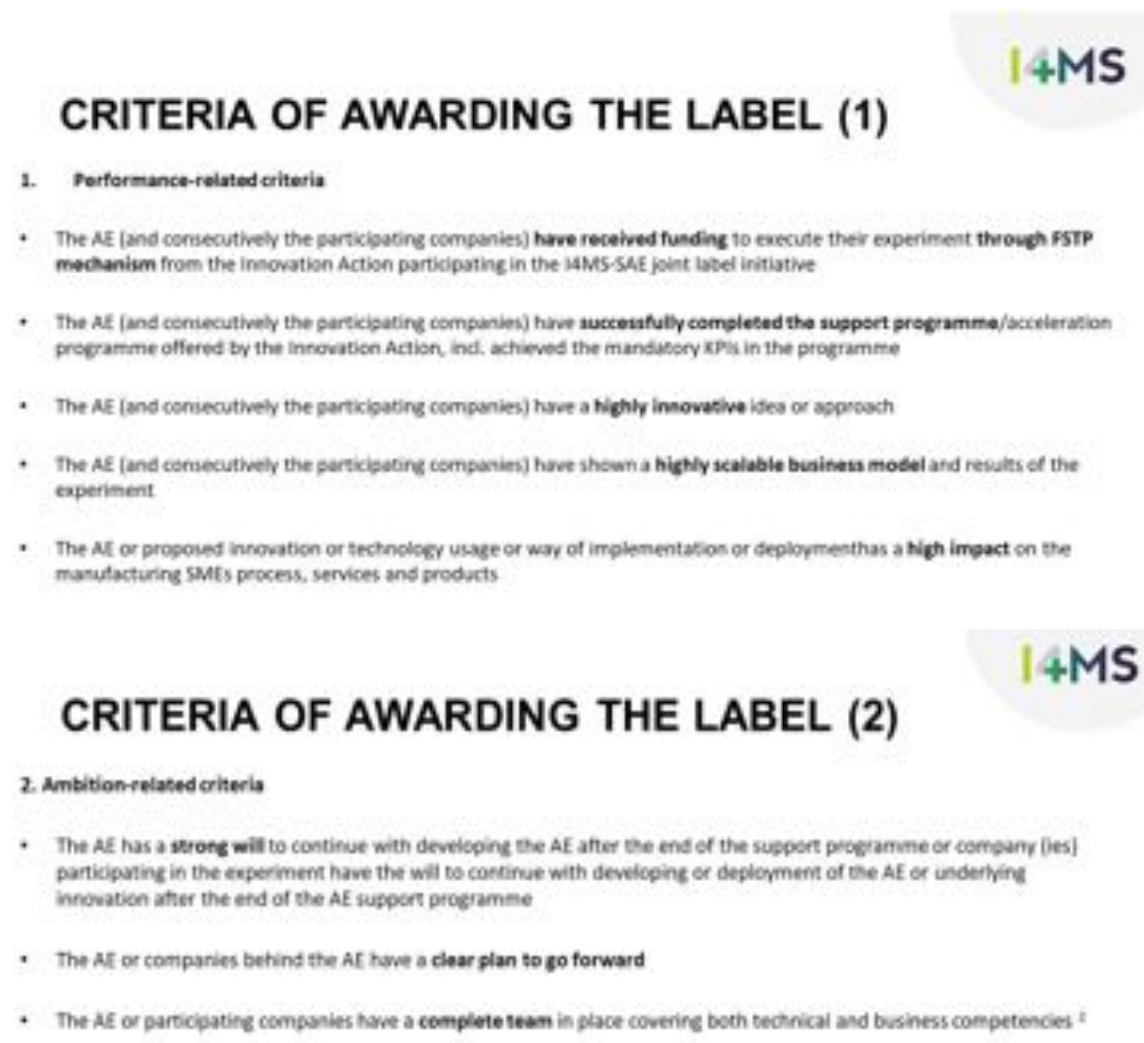 I4MS
CRITERIA OF AWARDING THE LABEL (1)
1. Performance-related criteria
• The AE (and consecutively the participating companies) have received funding to execute their experiment through FSTP
mechanism from the Innovation Action participating in the I4MS-SAE joint label initiative
• The AE (and consecutively the participating companies) have successfully completed the support programme/acceleration
programme offered by the Innovation Action, incl. achieved the mandatory KPIs in the programme
• The AE (and consecutively the participating companies) have a highly innovative idea or approach
• The AE (and consecutively the participating companies) have shown a highly scalable business model and results of the
experiment
• The AE or proposed innovation or technology usage or way of implementation or deploymenthas a high impact on the
manufacturing SMEs process, services and products
I4MS
CRITERIA OF AWARDING THE LABEL (2)
2. Ambition-related criteria
• The AE has a strong will to continue with developing the AE after the end of the support programme or company (ies)
participating in the experiment have the will to continue with developing or deployment of the AE or underlying
innovation after the end of the AE support programme
• The AE or companies behind the AE have a clear plan to go forward
• The AE or participating companies have a complete team in place covering both technical and business competencies